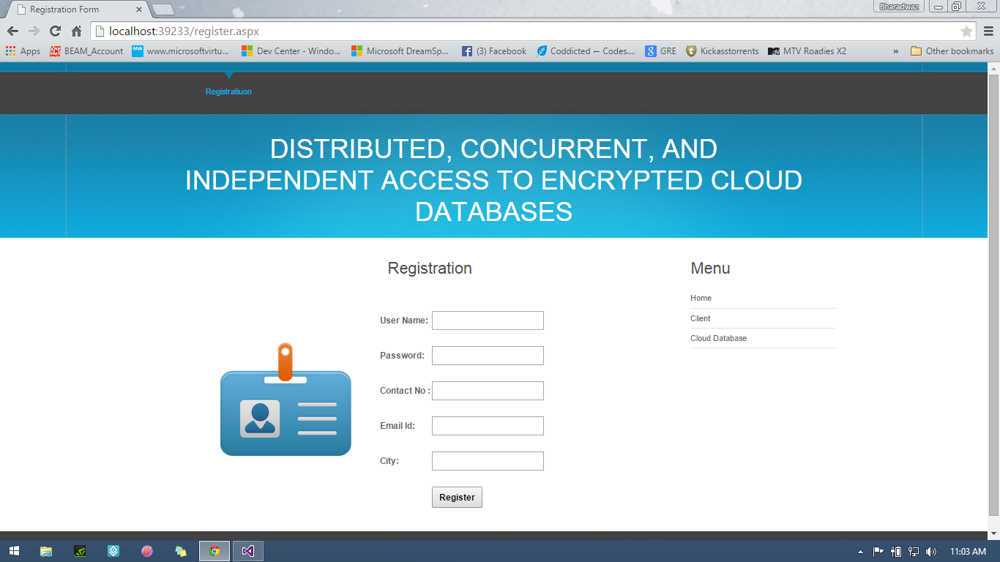 Registration Form
Bharadwaz
localhost:39233/register.aspx
Apps
BEAM_Account
www.microsoftvirtu...
Dev Center - Windo...
Microsoft DreamSp...
(3) Facebook
Coddicted ← Codes....
GRE
Kickasstorrents
MTV Roadies X2
»
Other bookmarks
Registratiuon
DISTRIBUTED, CONCURRENT, AND
INDEPENDENT ACCESS TO ENCRYPTED CLOUD
DATABASES
Registration
User Name:
Password:
Contact No :
Email Id:
City:
Register
Menu
Home
Client
Cloud Database
11:03 AM